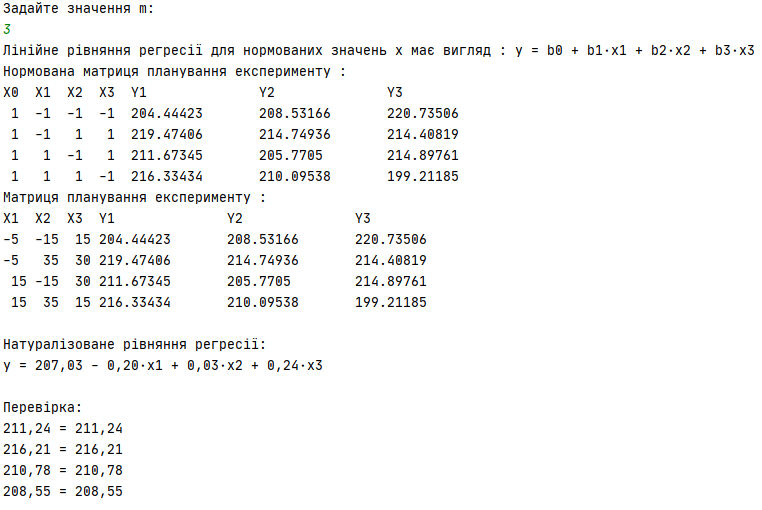 Задайте значення m:
3
Лінійне рівняння регресії для нормованих значень x має вигляд : y = b0 + b1·x1 + b2·x2 + b3·x3
Нормована матриця планування експерименту :
X0 X1 X2 X3 Y1 Y2 Y3
1 -1 -1 -1 204.44423 208.53166 220.73506
1 -1 1 1 219.47406 214.74936 214.40819
1 1 -1 1 211.67345 205.7705 214.89761
1 1 1 -1 216.33434 210.09538 199.21185
Матриця планування експерименту :
X1 X2 X3 Y1 Y2 Y3
-5 -15 15 204.44423 208.53166 220.73506
-5 35 30 219.47406 214.74936 214.40819
15 -15 30 211.67345 205.7705 214.89761
15 35 15 216.33434 210.09538 199.21185
Натуралізоване рівняння регресії:
y = 207,03 - 0,20·x1 + 0,03·x2 + 0,24·x3
Перевірка:
211,24 = 211,24
216,21 = 216,21
210,78 = 210,78
208,55 = 208,55